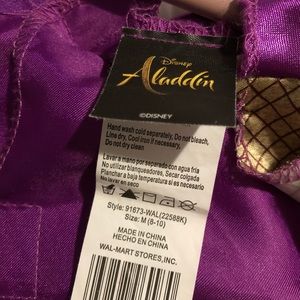 Disney
Aladdin
©DISNEY
Hand wash cold separately, Do not bleach,
Line dry. Cool iron if necessary.
Do not dry clean
Lavar a mano por separado con agua fría
No utilizar blanqueadores, Secar colgada
Planchar a baja temperatura si es necesario
No lavar en seco
Style: 91673-WAL(22588K)
Size: M (8-10)
MADE IN CHINA
HECHO EN CHINA
WAL-MART STORES,INC.